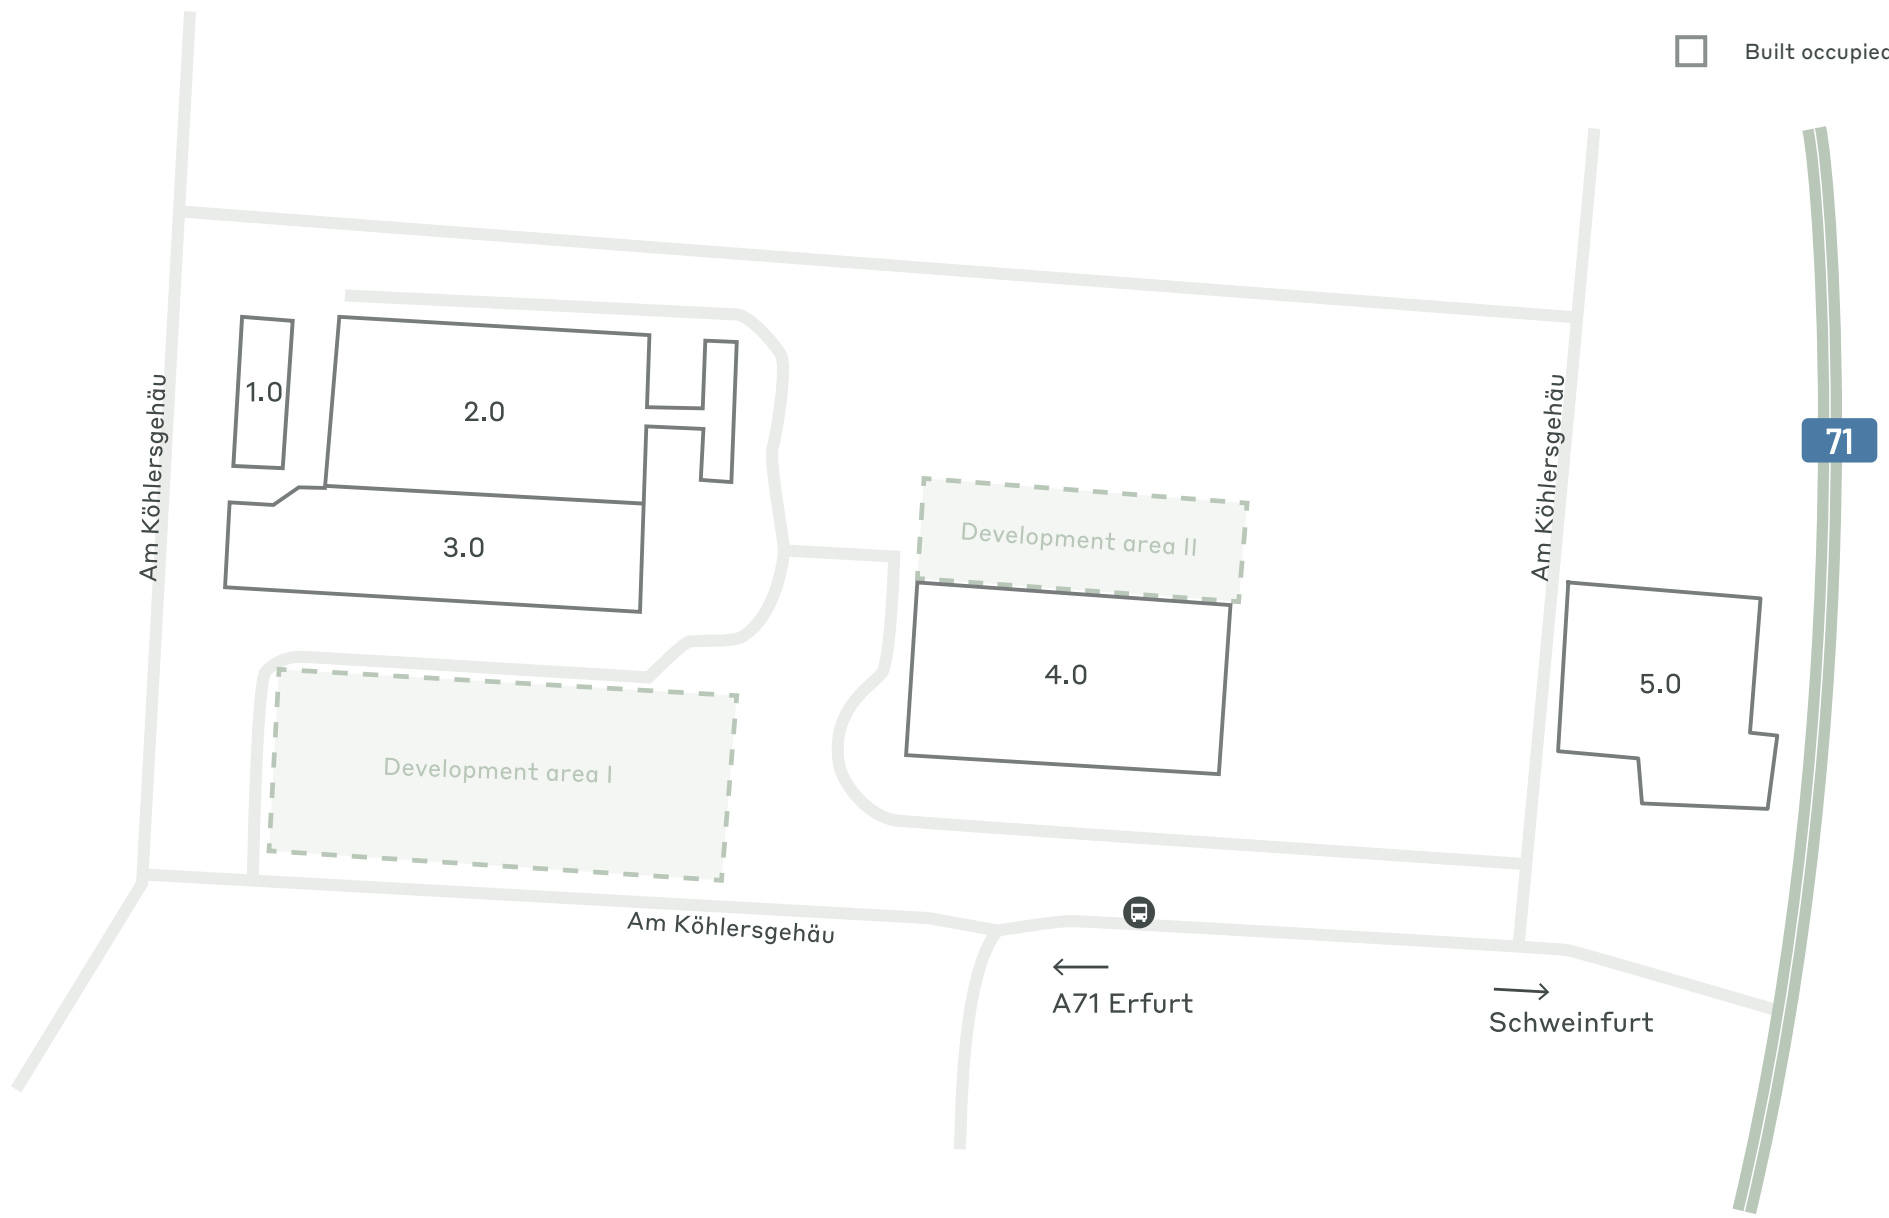 Built occupied
Am Köhlersgehäu
1.0
2.0
3.0
Development area I
Development area II
4.0
Am Köhlersgehäu
5.0
71
Am Köhlersgehäu
A71 Erfurt
Schweinfurt